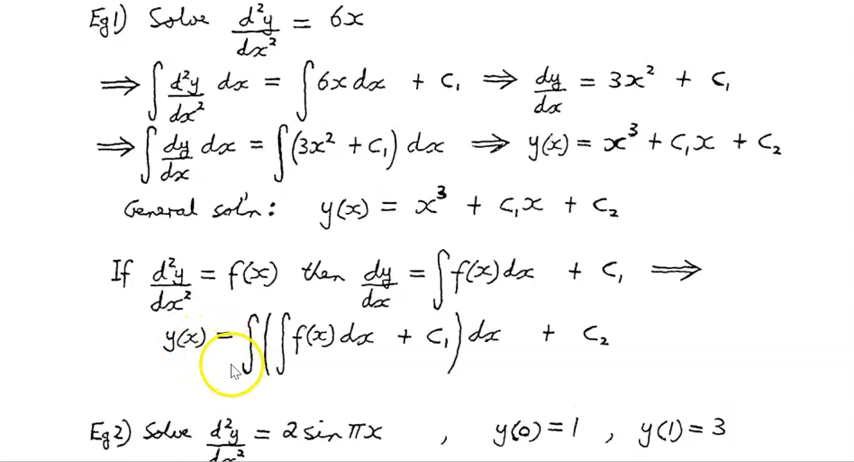 Eg1) Solve d²y/dx² = 6x
⟹ ∫ d²y/dx² dx = ∫ 6x dx + C₁ ⟹ dy/dx = 3x² + C₁
⟹ ∫ dy/dx dx = ∫ (3x² + C₁) dx ⟹ y(x) = x³ + C₁x + C₂
General sol'n: y(x) = x³ + C₁x + C₂
If d²y/dx² = f(x) then dy/dx = ∫ f(x) dx + C₁ ⟹
y(x) = ∫ (∫ f(x) dx + C₁) dx + C₂
Eg2) Solve d²y/dx² = 2 sin πx , y(0) = 1 , y(1) = 3